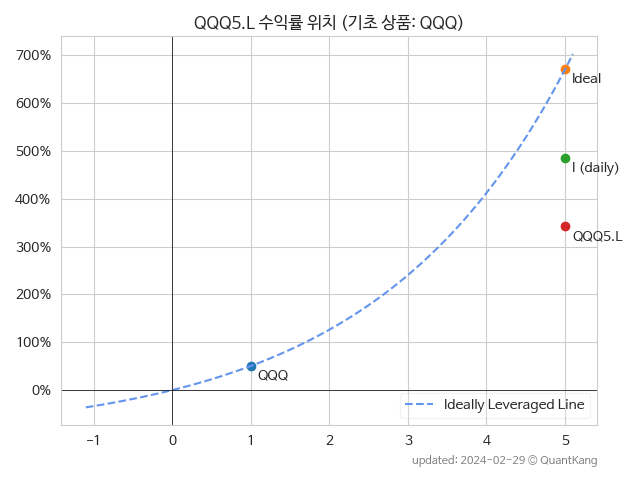 QQQ5.L 수익률 위치 (기초 상품: QQQ)
700%
600%
500%
400%
300%
200%
100%
0%
Ideal
I (daily)
QQQ5.L
QQQ
Ideally Leveraged Line
-1 0 1 2 3 4 5
updated: 2024-02-29 © QuantKang